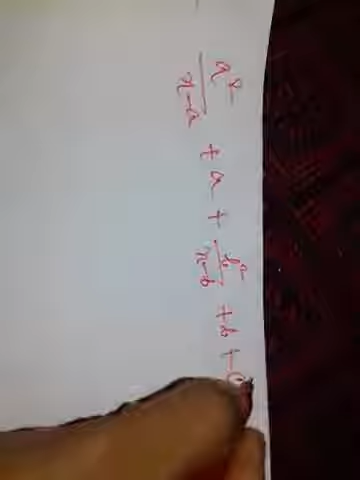 a²/(x-a) + a + b²/(x-b) + b +